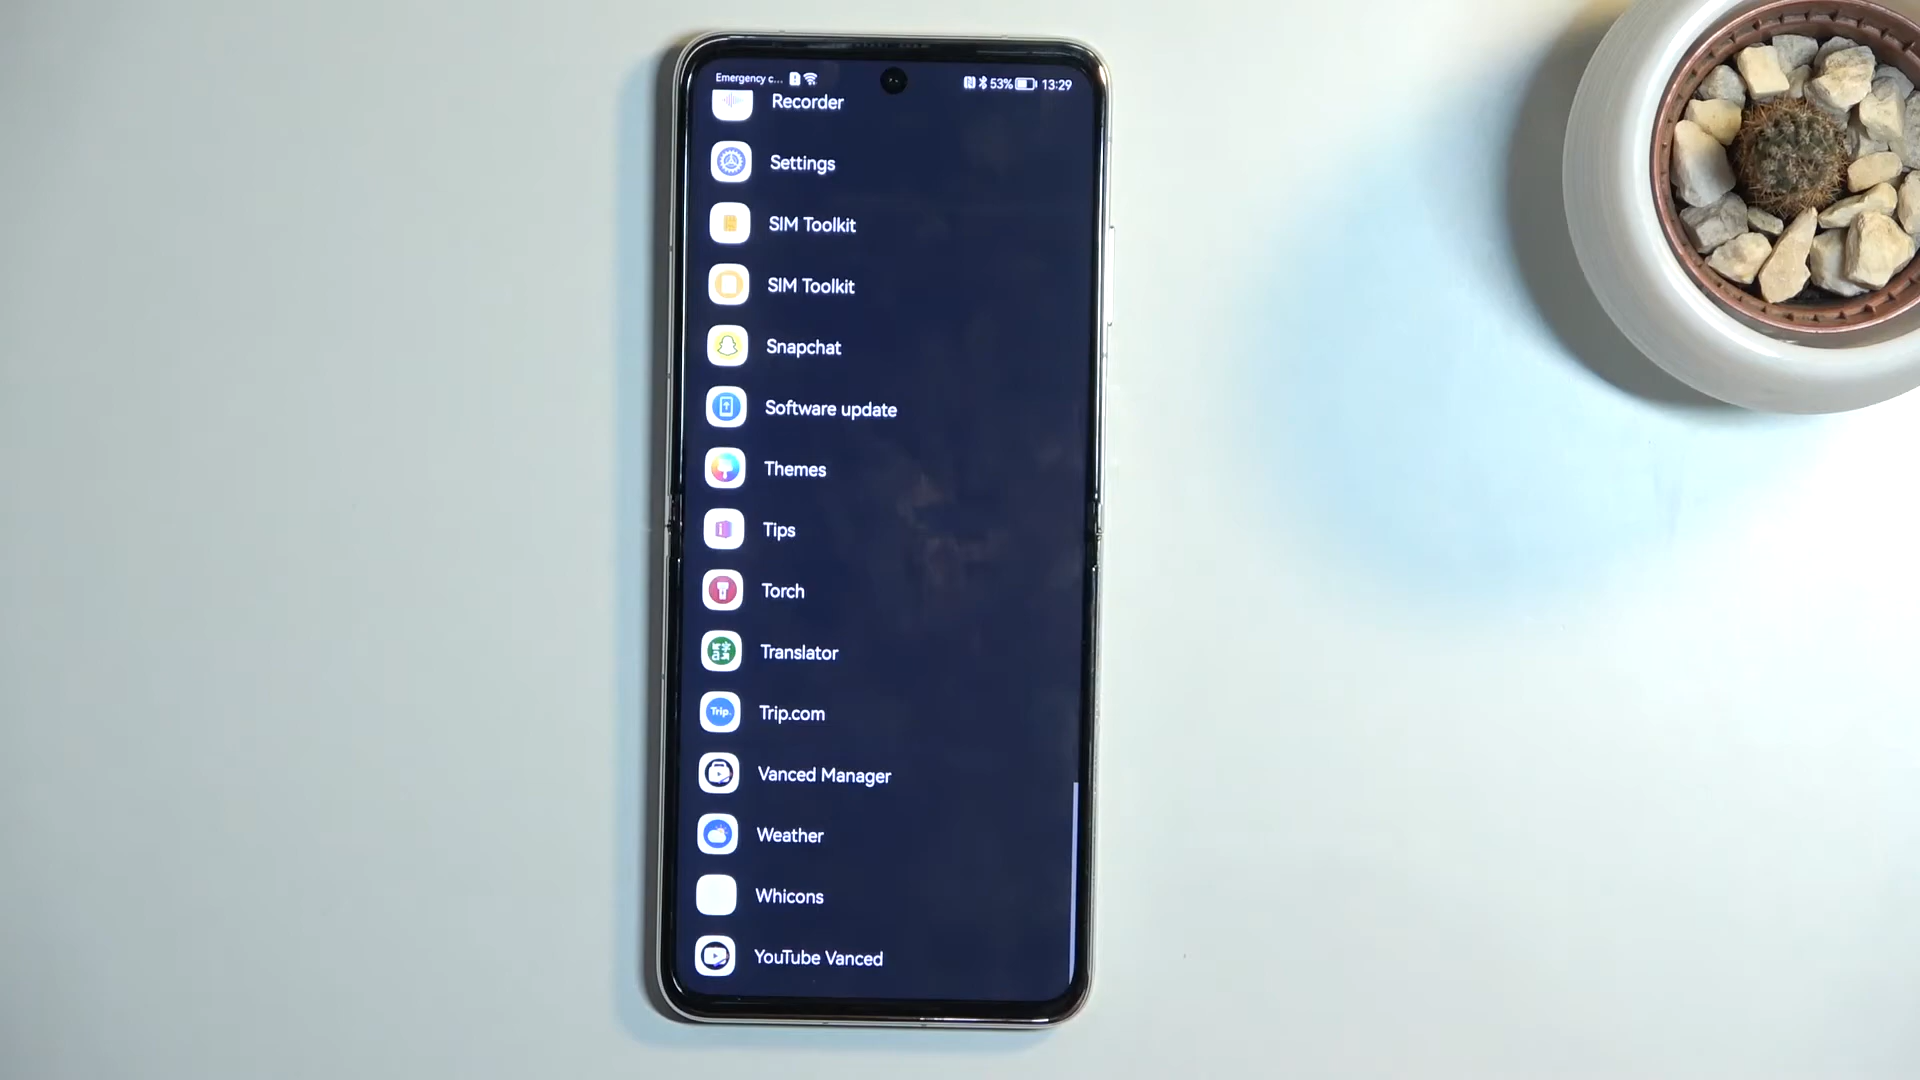 Emergency c... 53% 13:29
Recorder
Settings
SIM Toolkit
SIM Toolkit
Snapchat
Software update
Themes
Tips
Torch
Translator
Trip. Trip.com
Vanced Manager
Weather
Whicons
YouTube Vanced